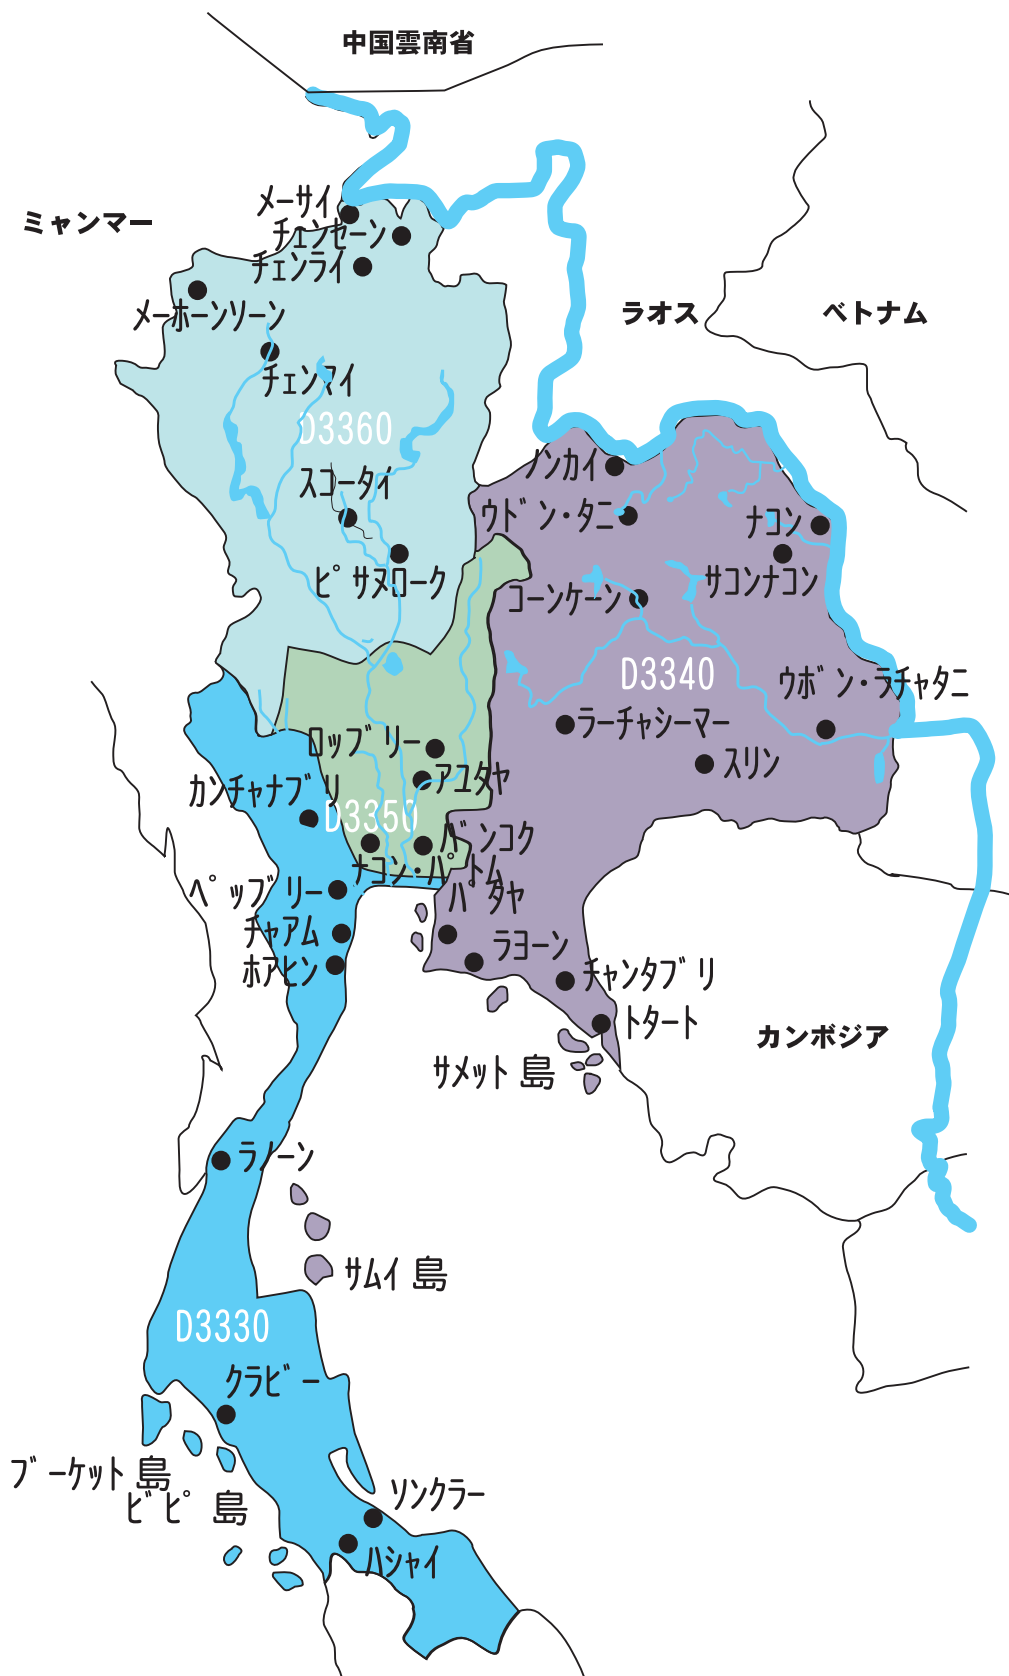 中国雲南省
ミャンマー
メーサイ
チェンセーン
チェンライ
メーホーンソーン
チェンマイ
ラオス
ベトナム
D3360
スコータイ
ノンカイ
ウドン・タニ
ナコン
ピサヌローク
コーンケーン
サコンナコン
D3340
ウボン・ラチャタニ
ラーチャシーマー
スリン
ロッブリー
アユタヤ
カンチャナブリ
D3350
バンコク
ナコン・パトム
ペッブリー
パタヤ
チャアム
ラヨーン
ホアヒン
チャンタブリ
トタート
カンボジア
サメット島
ラノーン
サムイ島
D3330
クラビー
ブーケット島
ビピ島
ソンクラー
ハシャイ